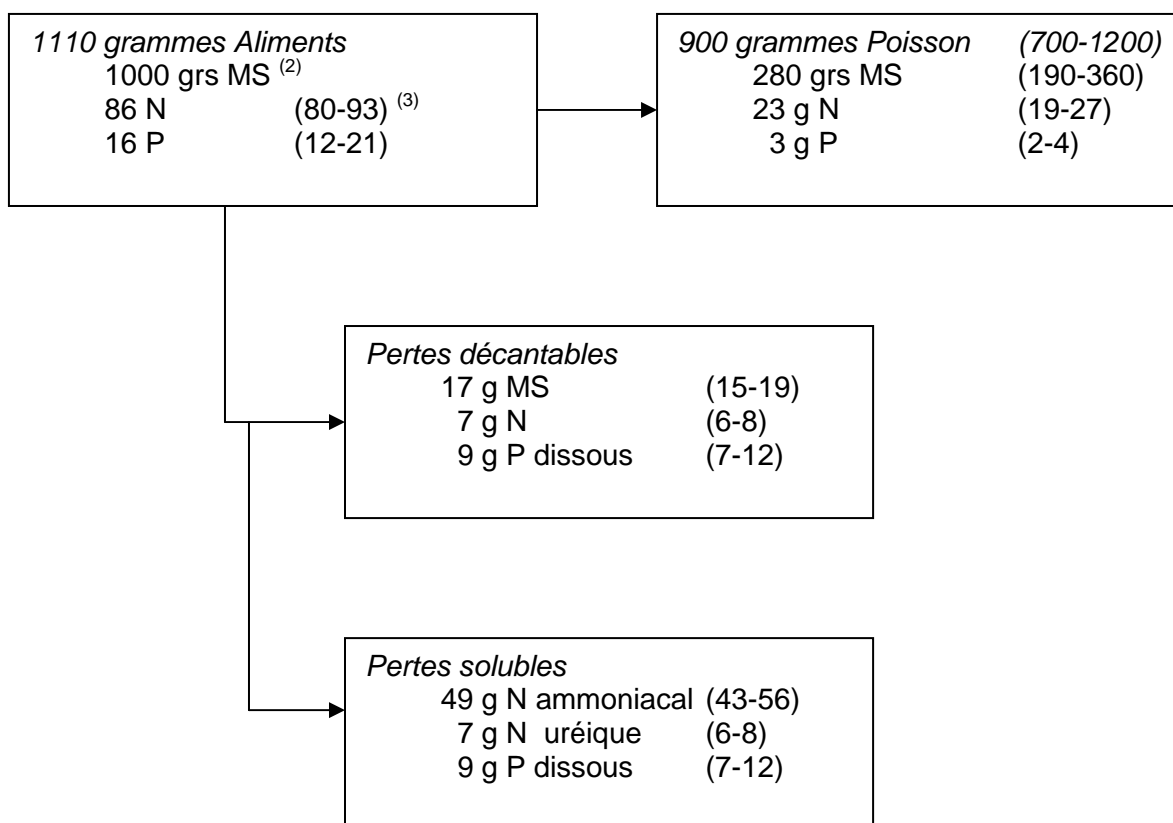 1110 grammes Aliments
1000 grs MS (2)
86 N (80-93) (3)
16 P (12-21)
900 grammes Poisson (700-1200)
280 grs MS (190-360)
23 g N (19-27)
3 g P (2-4)
Pertes décantables
17 g MS (15-19)
7 g N (6-8)
9 g P dissous (7-12)
Pertes solubles
49 g N ammoniacal (43-56)
7 g N uréique (6-8)
9 g P dissous (7-12)